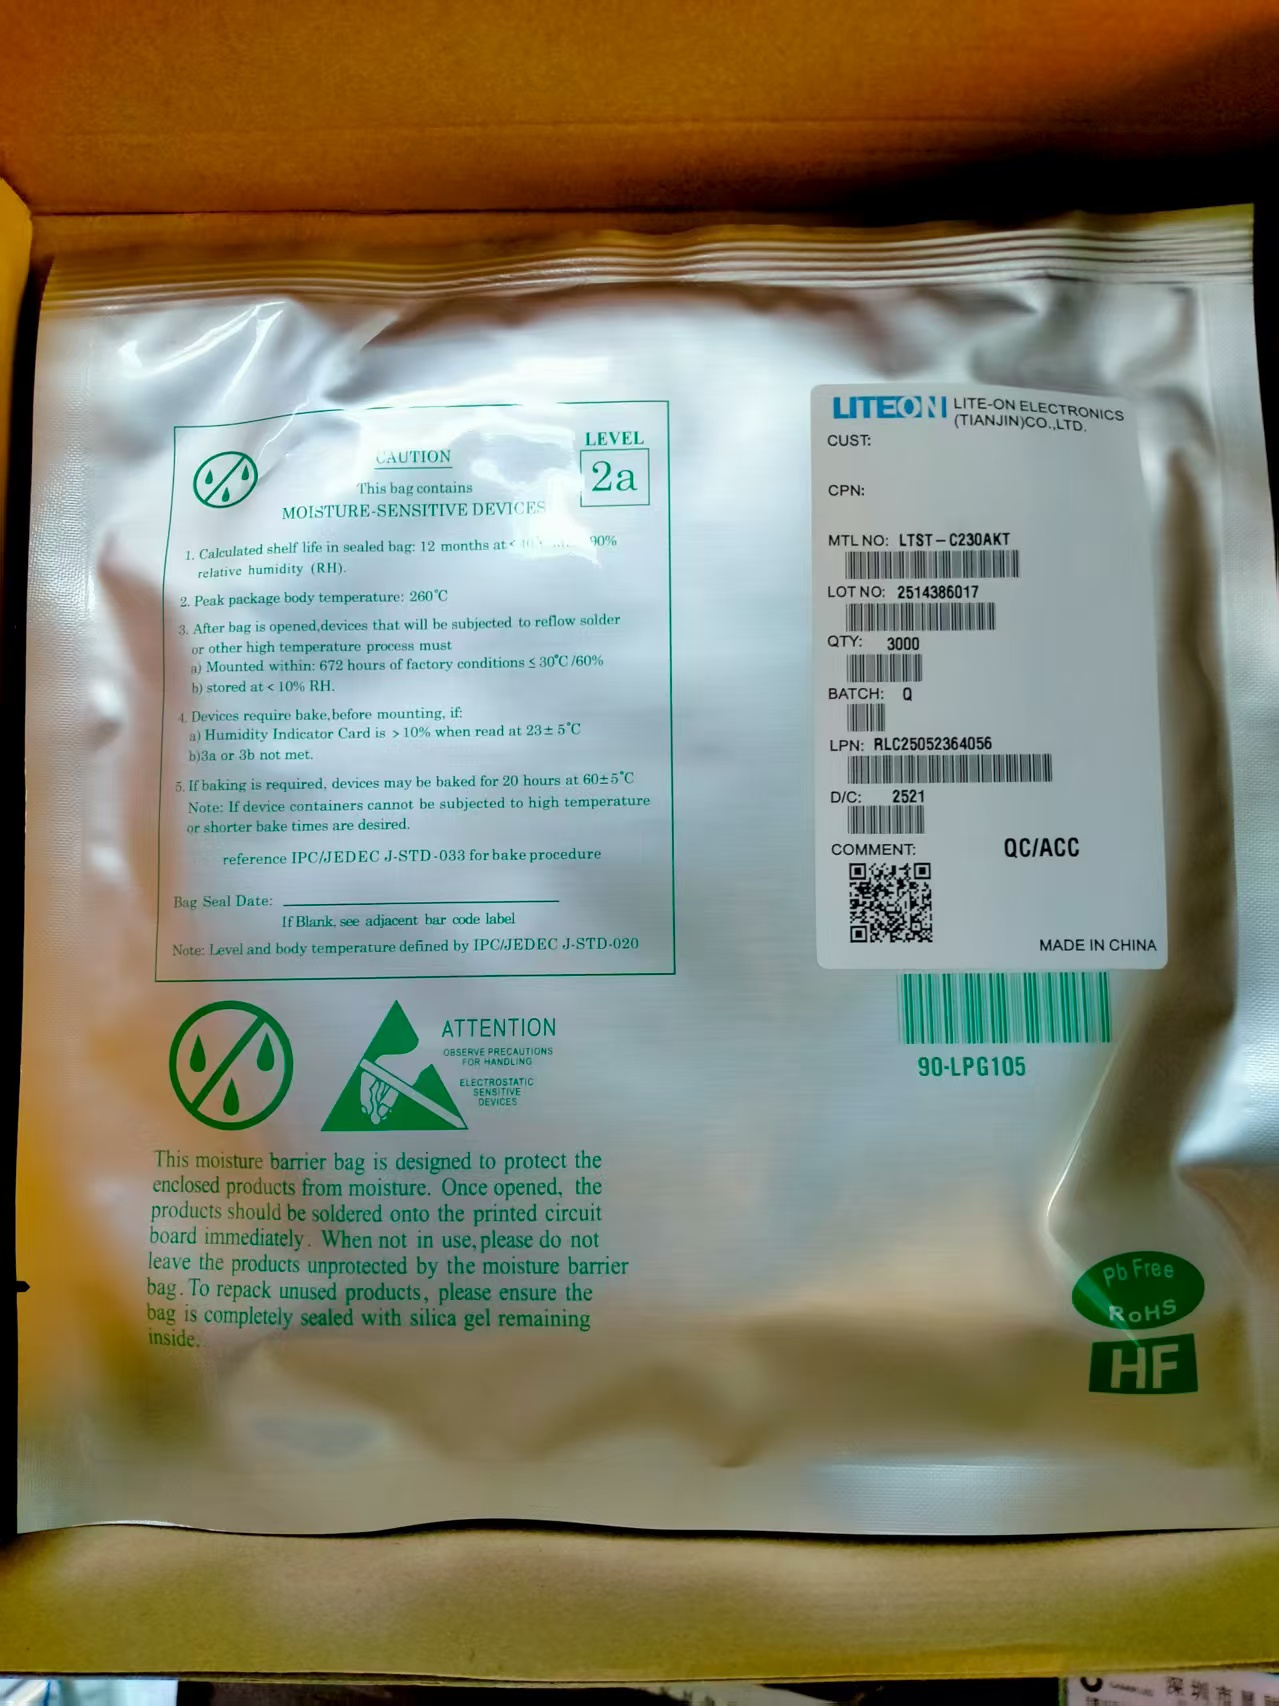 CAUTION
This bag contains
MOISTURE-SENSITIVE DEVICES
LEVEL
2a
1. Calculated shelf life in sealed bag: 12 months at < 90%
relative humidity (RH).
2. Peak package body temperature: 260℃
3. After bag is opened,devices that will be subjected to reflow solder
or other high temperature process must
a) Mounted within: 672 hours of factory conditions ≤ 30℃/60%
b) stored at < 10% RH.
4. Devices require bake,before mounting, if:
a) Humidity Indicator Card is > 10% when read at 23± 5℃
b)3a or 3b not met.
5. If baking is required, devices may be baked for 20 hours at 60±5℃
Note: If device containers cannot be subjected to high temperature
or shorter bake times are desired.
reference IPC/JEDEC J-STD-033 for bake procedure
Bag Seal Date:
If Blank, see adjacent bar code label
Note: Level and body temperature defined by IPC/JEDEC J-STD-020
ATTENTION
OBSERVE PRECAUTIONS
FOR HANDLING
ELECTROSTATIC
SENSITIVE
DEVICES
This moisture barrier bag is designed to protect the
enclosed products from moisture. Once opened, the
products should be soldered onto the printed circuit
board immediately. When not in use, please do not
leave the products unprotected by the moisture barrier
bag. To repack unused products, please ensure the
bag is completely sealed with silica gel remaining
inside.
LITEON LITE-ON ELECTRONICS
(TIANJIN)CO.,LTD.
CUST:
CPN:
MTL NO: LTST-C230AKT
LOT NO: 2514386017
QTY: 3000
BATCH: Q
LPN: RLC25052364056
D/C: 2521
COMMENT: QC/ACC
MADE IN CHINA
90-LPG105
Pb Free
RoHS
HF
深圳市